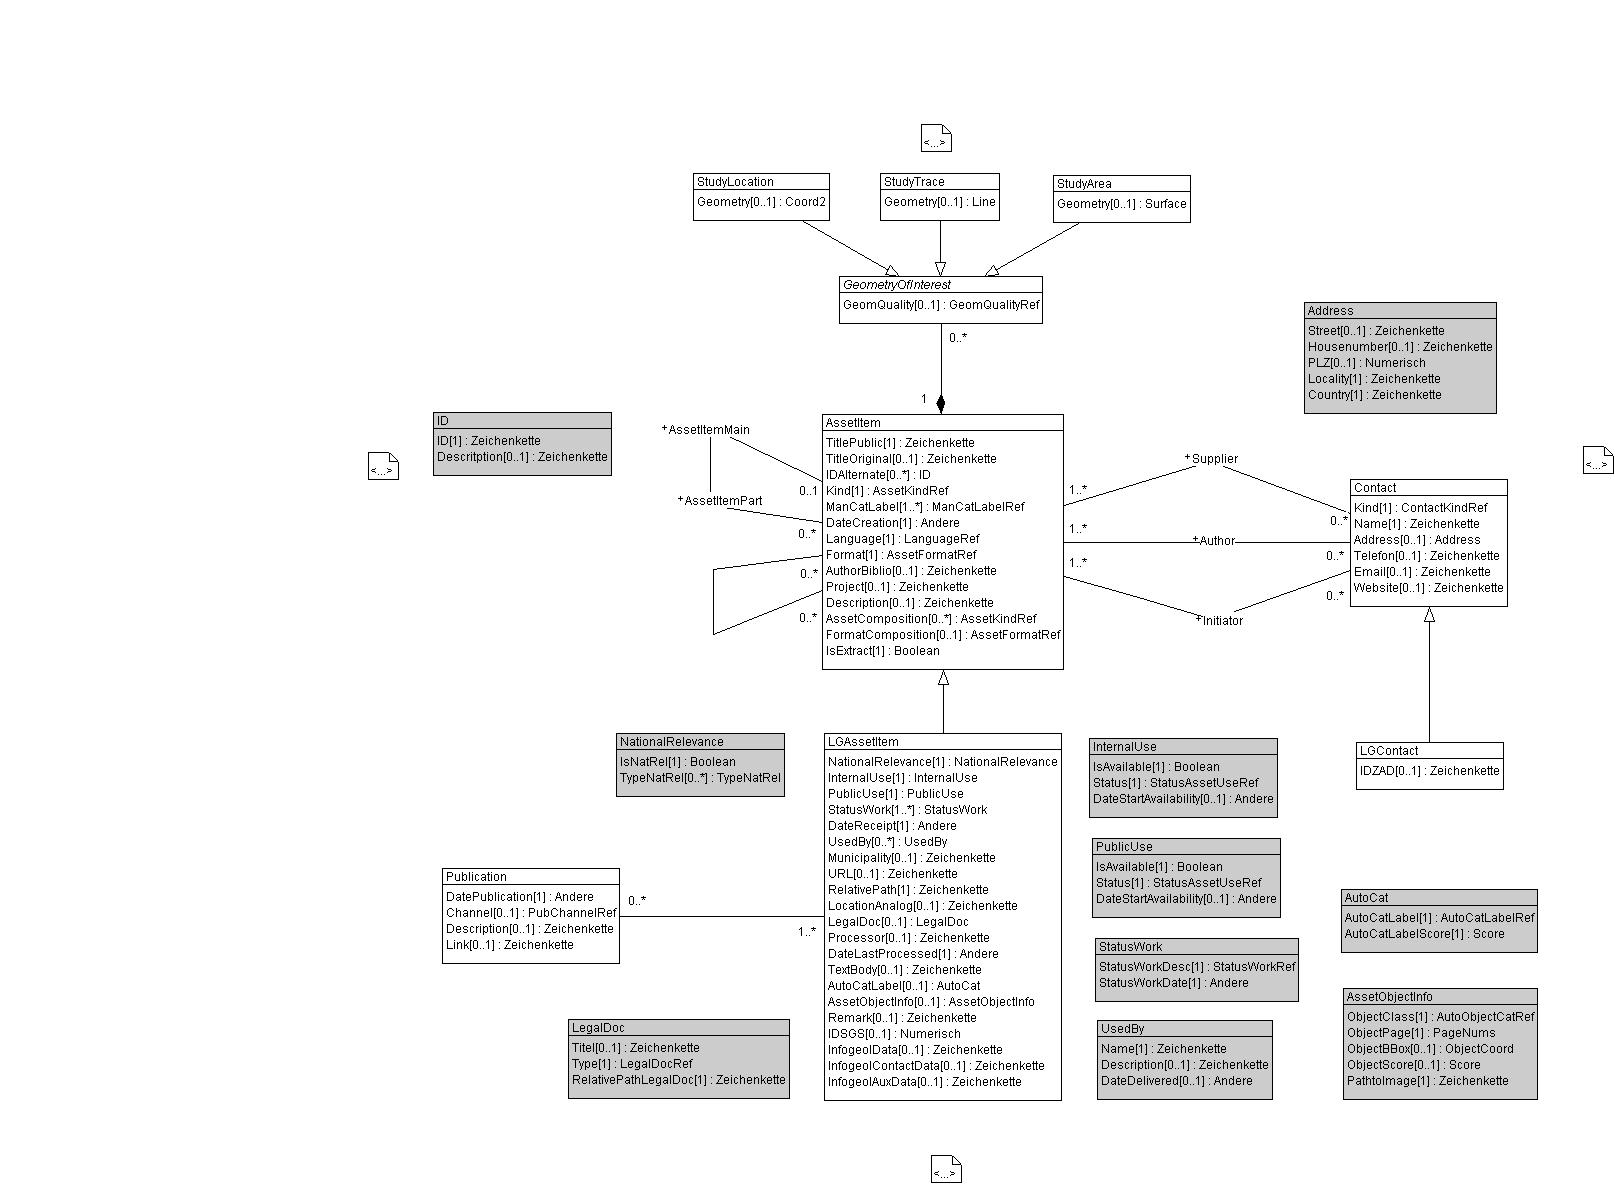 <...>
StudyLocation
Geometry[0..1] : Coord2
StudyTrace
Geometry[0..1] : Line
StudyArea
Geometry[0..1] : Surface
GeometryOfInterest
GeomQuality[0..1] : GeomQualityRef
0..*
1
Address
Street[0..1] : Zeichenkette
Housenumber[0..1] : Zeichenkette
PLZ[0..1] : Numerisch
Locality[1] : Zeichenkette
Country[1] : Zeichenkette
ID
ID[1] : Zeichenkette
Descritption[0..1] : Zeichenkette
<...>
+AssetItemMain
0..1
+AssetItemPart
0..*
0..*
0..*
AssetItem
TitlePublic[1] : Zeichenkette
TitleOriginal[0..1] : Zeichenkette
IDAlternate[0..*] : ID
Kind[1] : AssetKindRef
ManCatLabel[1..*] : ManCatLabelRef
DateCreation[1] : Andere
Language[1] : LanguageRef
Format[1] : AssetFormatRef
AuthorBiblio[0..1] : Zeichenkette
Project[0..1] : Zeichenkette
Description[0..1] : Zeichenkette
AssetComposition[0..*] : AssetKindRef
FormatComposition[0..1] : AssetFormatRef
IsExtract[1] : Boolean
+Supplier
1..*
0..*
1..*
+Author
0..*
1..*
+Initiator
0..*
Contact
Kind[1] : ContactKindRef
Name[1] : Zeichenkette
Address[0..1] : Address
Telefon[0..1] : Zeichenkette
Email[0..1] : Zeichenkette
Website[0..1] : Zeichenkette
<...>
LGContact
IDZAD[0..1] : Zeichenkette
NationalRelevance
IsNatRel[1] : Boolean
TypeNatRel[0..*] : TypeNatRel
LGAssetItem
NationalRelevance[1] : NationalRelevance
InternalUse[1] : InternalUse
PublicUse[1] : PublicUse
StatusWork[1..*] : StatusWork
DateReceipt[1] : Andere
UsedBy[0..*] : UsedBy
Municipality[0..1] : Zeichenkette
URL[0..1] : Zeichenkette
RelativePath[1] : Zeichenkette
LocationAnalog[0..1] : Zeichenkette
LegalDoc[0..1] : LegalDoc
Processor[0..1] : Zeichenkette
DateLastProcessed[1] : Andere
TextBody[0..1] : Zeichenkette
AutoCatLabel[0..1] : AutoCat
AssetObjectInfo[0..1] : AssetObjectInfo
Remark[0..1] : Zeichenkette
IDSGS[0..1] : Numerisch
InfogeolData[0..1] : Zeichenkette
InfogeolContactData[0..1] : Zeichenkette
InfogeolAuxData[0..1] : Zeichenkette
InternalUse
IsAvailable[1] : Boolean
Status[1] : StatusAssetUseRef
DateStartAvailability[0..1] : Andere
PublicUse
IsAvailable[1] : Boolean
Status[1] : StatusAssetUseRef
DateStartAvailability[0..1] : Andere
Publication
DatePublication[1] : Andere
Channel[0..1] : PubChannelRef
Description[0..1] : Zeichenkette
Link[0..1] : Zeichenkette
0..*
1..*
AutoCat
AutoCatLabel[1] : AutoCatLabelRef
AutoCatLabelScore[1] : Score
StatusWork
StatusWorkDesc[1] : StatusWorkRef
StatusWorkDate[1] : Andere
AssetObjectInfo
ObjectClass[1] : AutoObjectCatRef
ObjectPage[1] : PageNums
ObjectBBox[0..1] : ObjectCoord
ObjectScore[0..1] : Score
PathtoImage[1] : Zeichenkette
LegalDoc
Titel[0..1] : Zeichenkette
Type[1] : LegalDocRef
RelativePathLegalDoc[1] : Zeichenkette
UsedBy
Name[1] : Zeichenkette
Description[0..1] : Zeichenkette
DateDelivered[0..1] : Andere
<...>